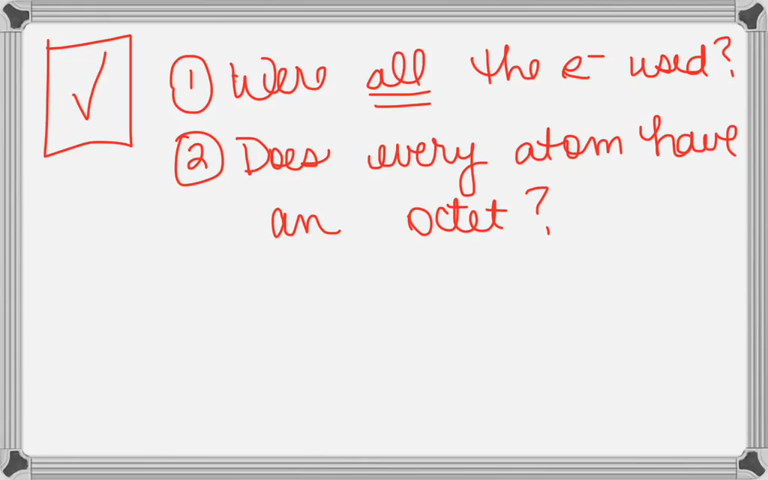 ① Were all the e⁻ used?
② Does every atom have
an octet?